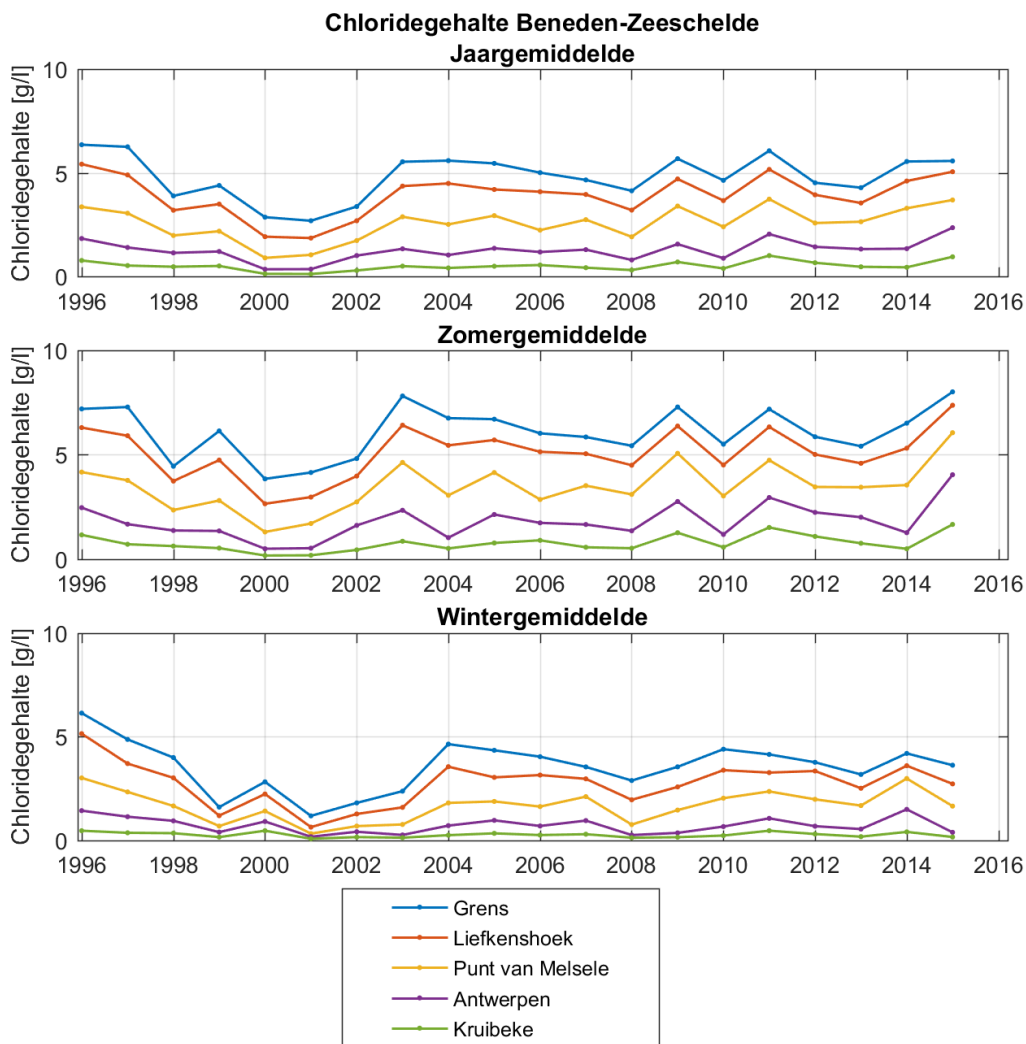 Chloridegehalte Beneden-Zeeschelde
Jaargemiddelde
Chloridegehalte [g/l]
10
5
0
1996 1998 2000 2002 2004 2006 2008 2010 2012 2014 2016
Zomergemiddelde
Chloridegehalte [g/l]
10
5
0
1996 1998 2000 2002 2004 2006 2008 2010 2012 2014 2016
Wintergemiddelde
Chloridegehalte [g/l]
10
5
0
1996 1998 2000 2002 2004 2006 2008 2010 2012 2014 2016
Grens
Liefkenshoek
Punt van Melsele
Antwerpen
Kruibeke